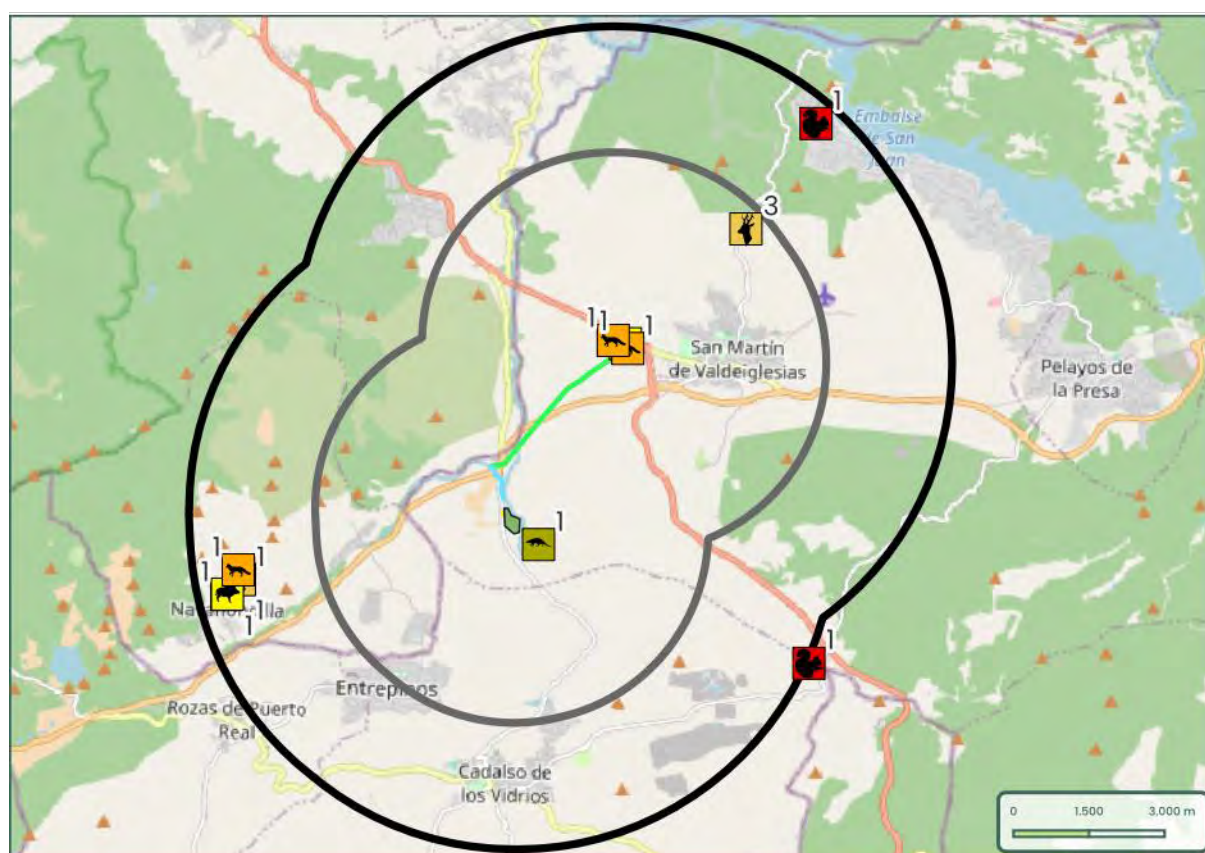 1
Embalse
de San
Juan
3
11
1
San Martín
de Valdeiglesias
Pelayos de
la Presa
1
1
1
1
1
1
1
Entrepinos
Rozas de Puerto
Real
Cadalso de
los Vidrios
0
1.500
3.000 m